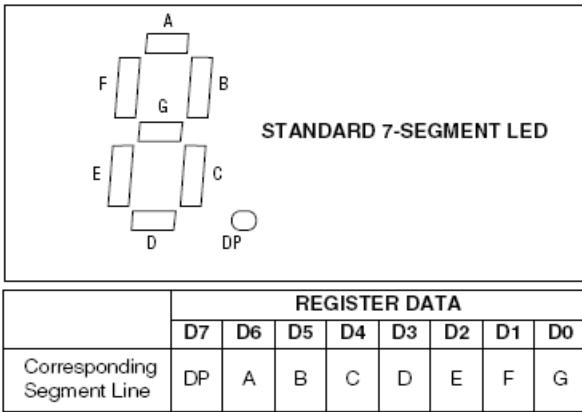 A
F B
G
STANDARD 7-SEGMENT LED
E C
D DP
REGISTER DATA
D7 D6 D5 D4 D3 D2 D1 D0
Corresponding
Segment Line
DP A B C D E F G